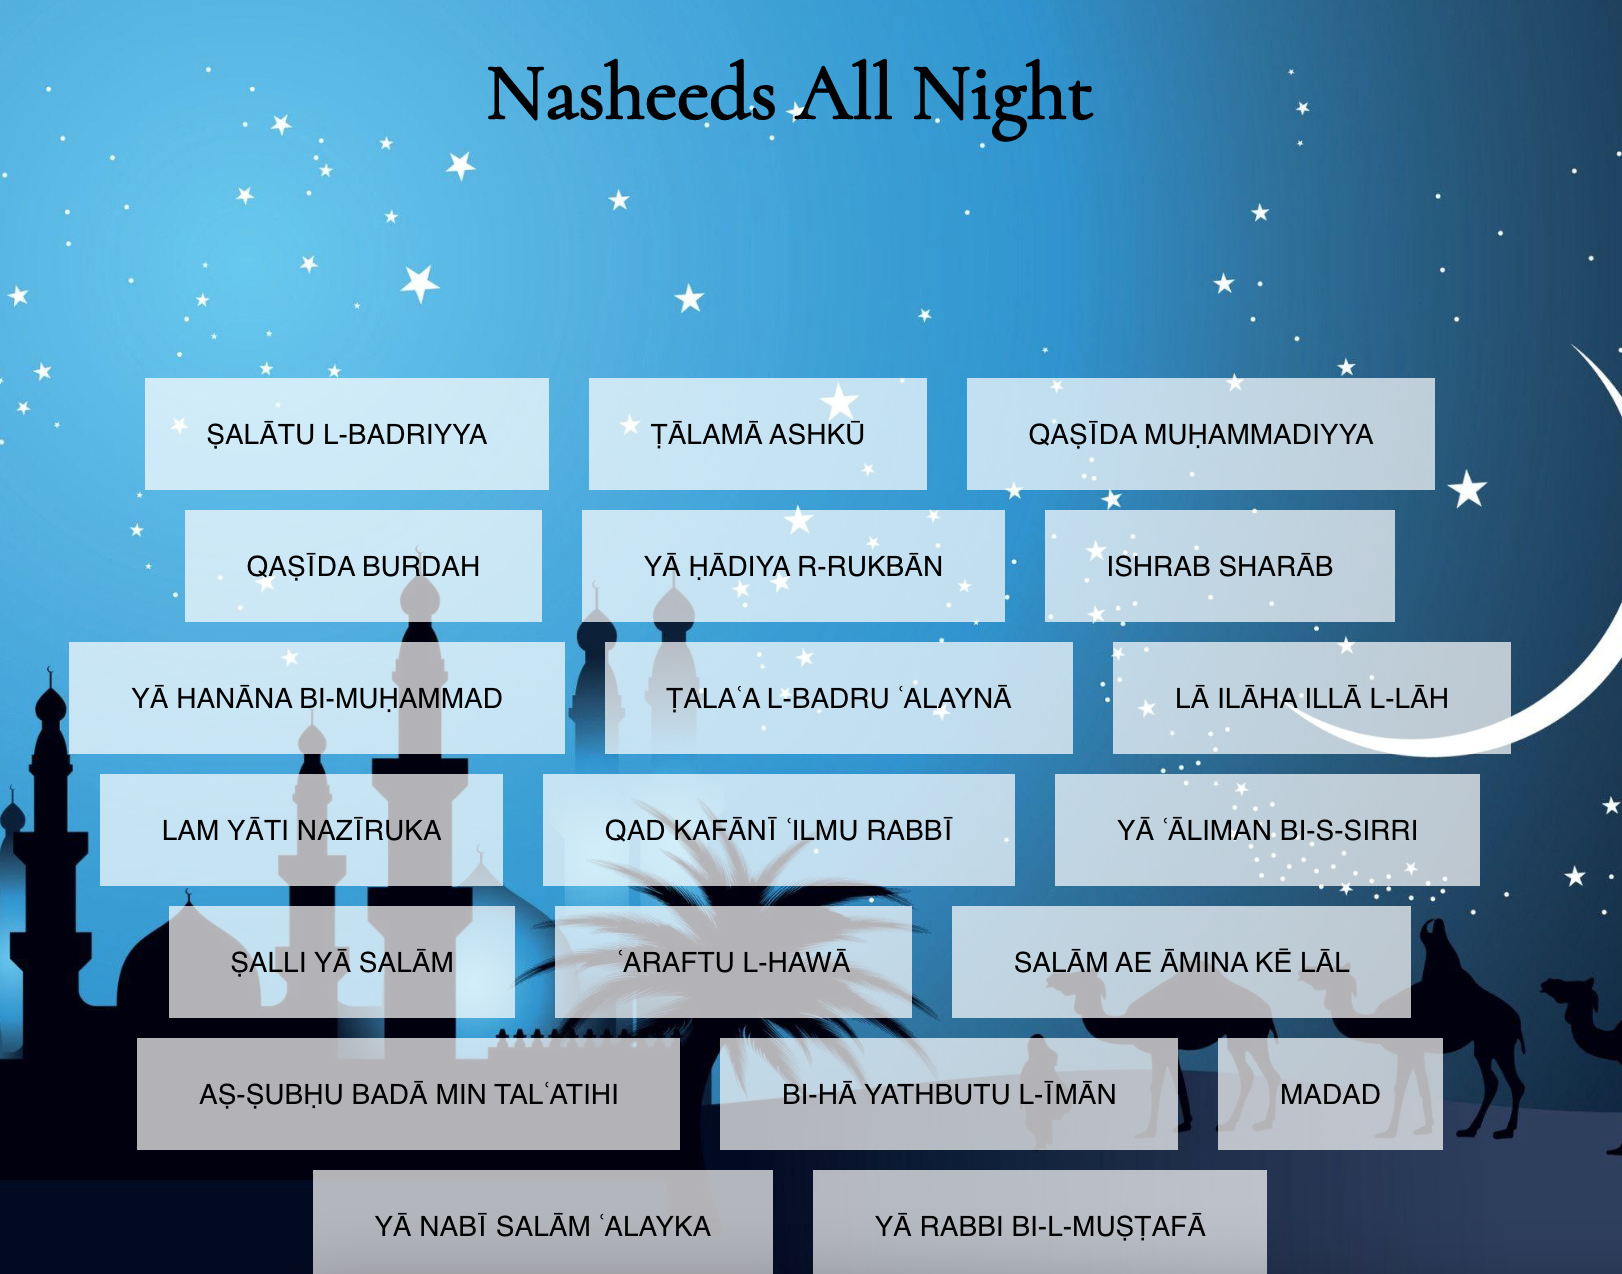 Nasheeds All Night
ṢALĀTU L-BADRIYYA
ṬĀLAMĀ ASHKŪ
QAṢĪDA MUḤAMMADIYYA
QAṢĪDA BURDAH
YĀ ḤĀDIYA R-RUKBĀN
ISHRAB SHARĀB
YĀ HANĀNA BI-MUḤAMMAD
ṬALAʿA L-BADRU ʿALAYNĀ
LĀ ILĀHA ILLĀ L-LĀH
LAM YĀTI NAZĪRUKA
QAD KAFĀNĪ ʿILMU RABBĪ
YĀ ʿĀLIMAN BI-S-SIRRI
ṢALLI YĀ SALĀM
ʿARAFTU L-HAWĀ
SALĀM AE ĀMINA KĒ LĀL
AṢ-ṢUBḤU BADĀ MIN TALʿATIHI
BI-HĀ YATHBUTU L-ĪMĀN
MADAD
YĀ NABĪ SALĀM ʿALAYKA
YĀ RABBI BI-L-MUṢṬAFĀ